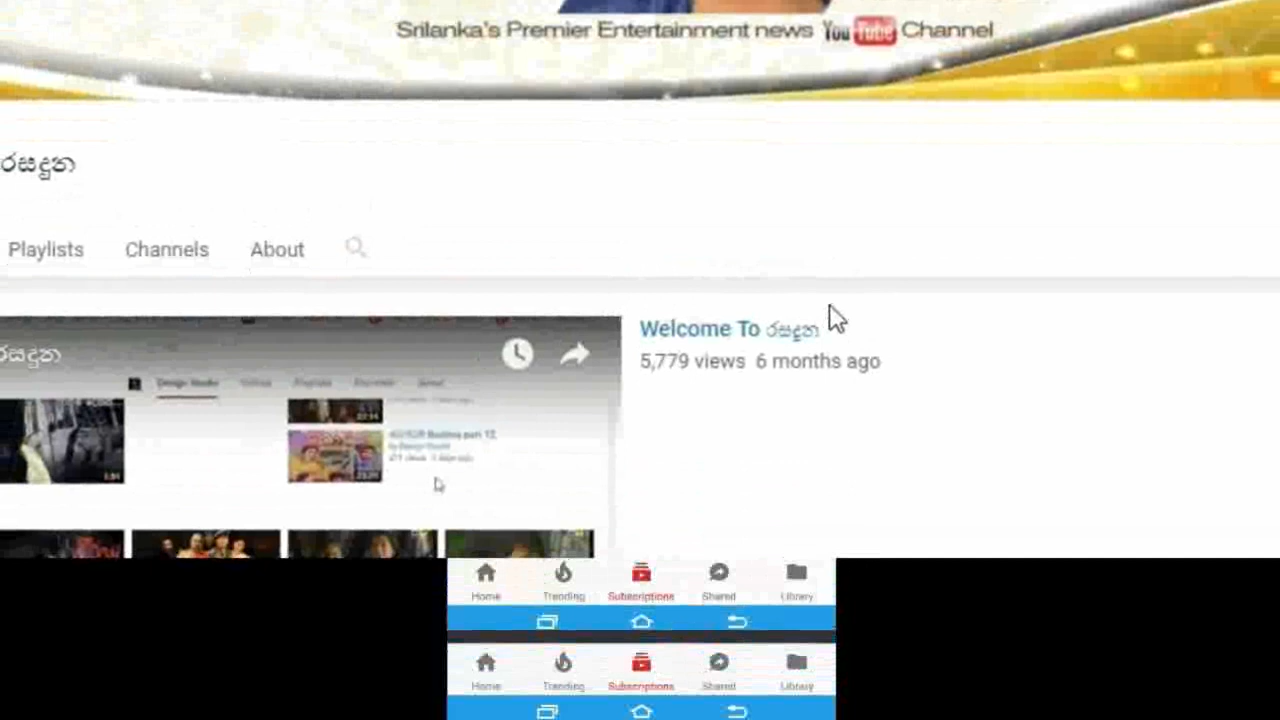 Srilanka's Premier Entertainment news YouTube Channel
රසදුන
Playlists Channels About
Welcome To රසදුන
5,779 views 6 months ago
රසදුන
Home Trending Subscriptions Shared Library
Home Trending Subscriptions Shared Library